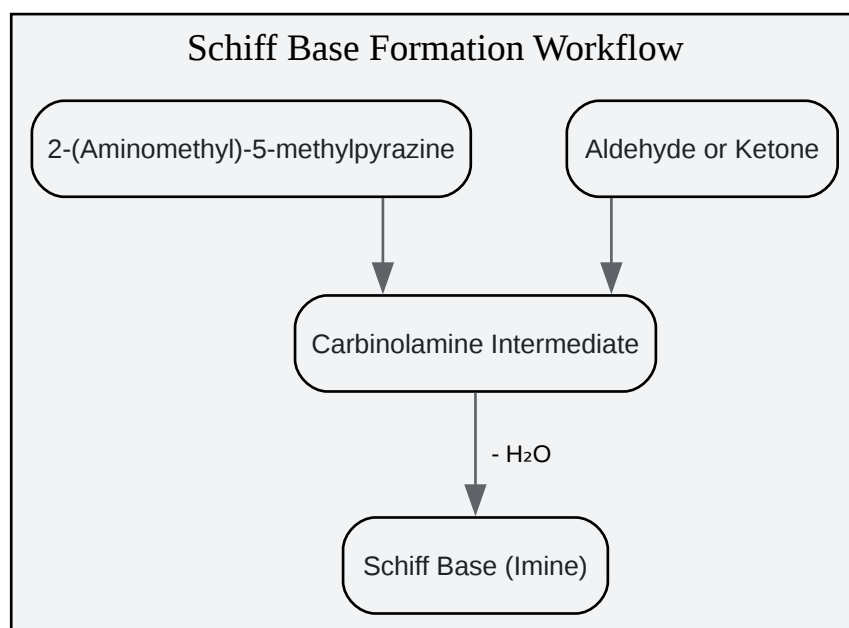 Schiff Base Formation Workflow
2-(Aminomethyl)-5-methylpyrazine
Aldehyde or Ketone
Carbinolamine Intermediate
- H₂O
Schiff Base (Imine)